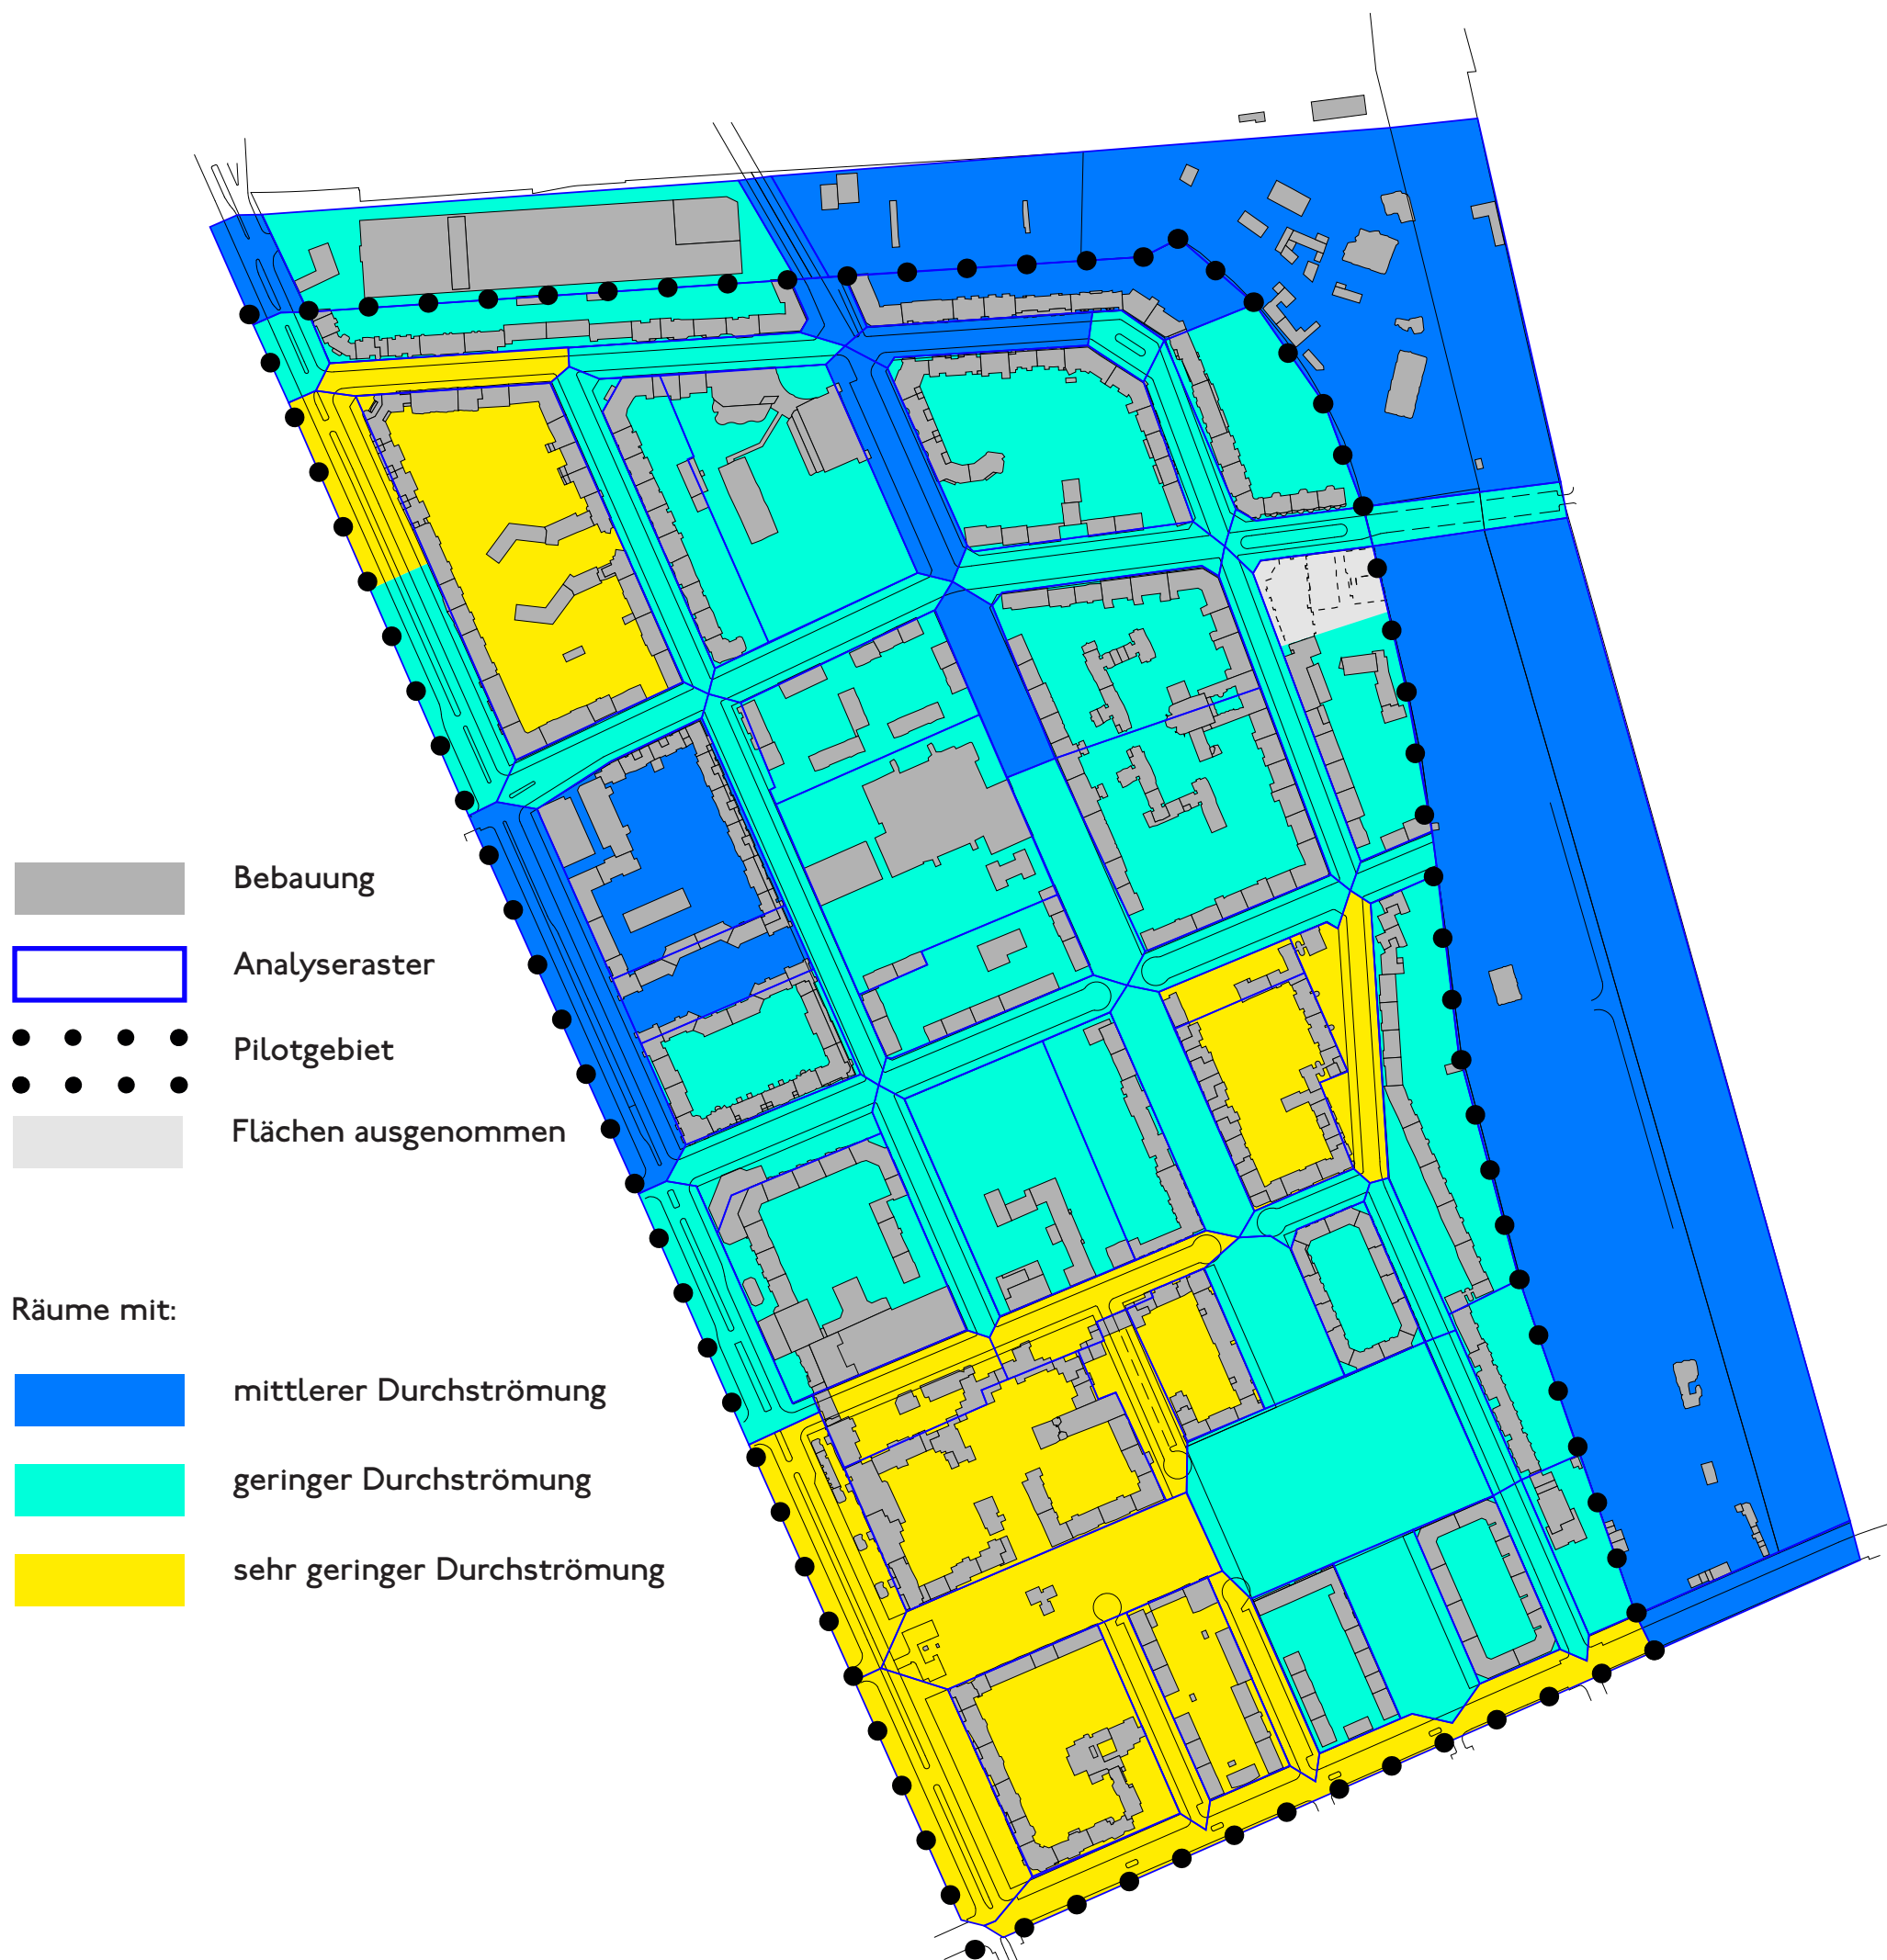 Bebauung
Analyseraster
Pilotgebiet
Flächen ausgenommen
Räume mit:
mittlerer Durchströmung
geringer Durchströmung
sehr geringer Durchströmung